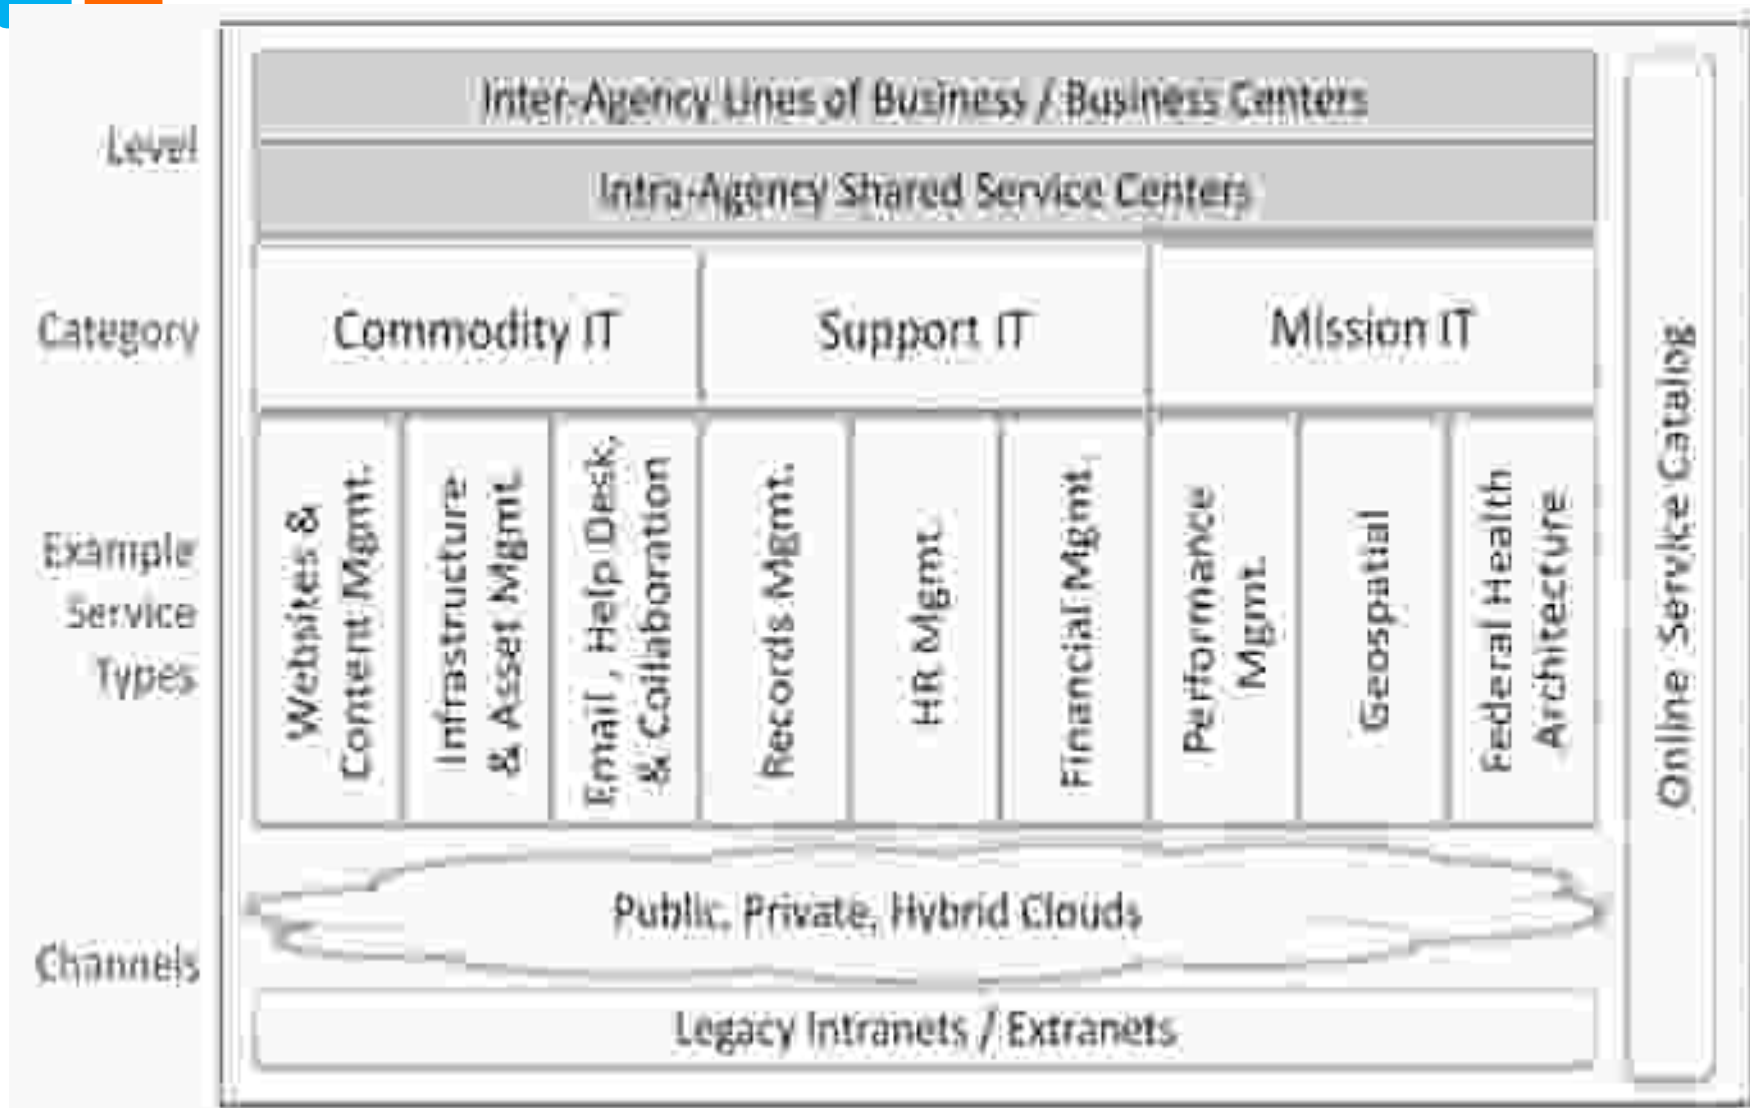 Level
Inter-Agency Lines of Business / Business Centers
Intra-Agency Shared Service Centers
Category
Commodity IT
Support IT
Mission IT
Example
Service
Types
Websites &
Content Mgmt.
Infrastructure
& Asset Mgmt.
Email , Help Desk,
& Collaboration
Records Mgmt.
HR Mgmt.
Financial Mgmt.
Performance
Mgmt.
Geospatial
Federal Health
Architecture
Channels
Public, Private, Hybrid Clouds
Legacy Intranets / Extranets
Online Service Catalog